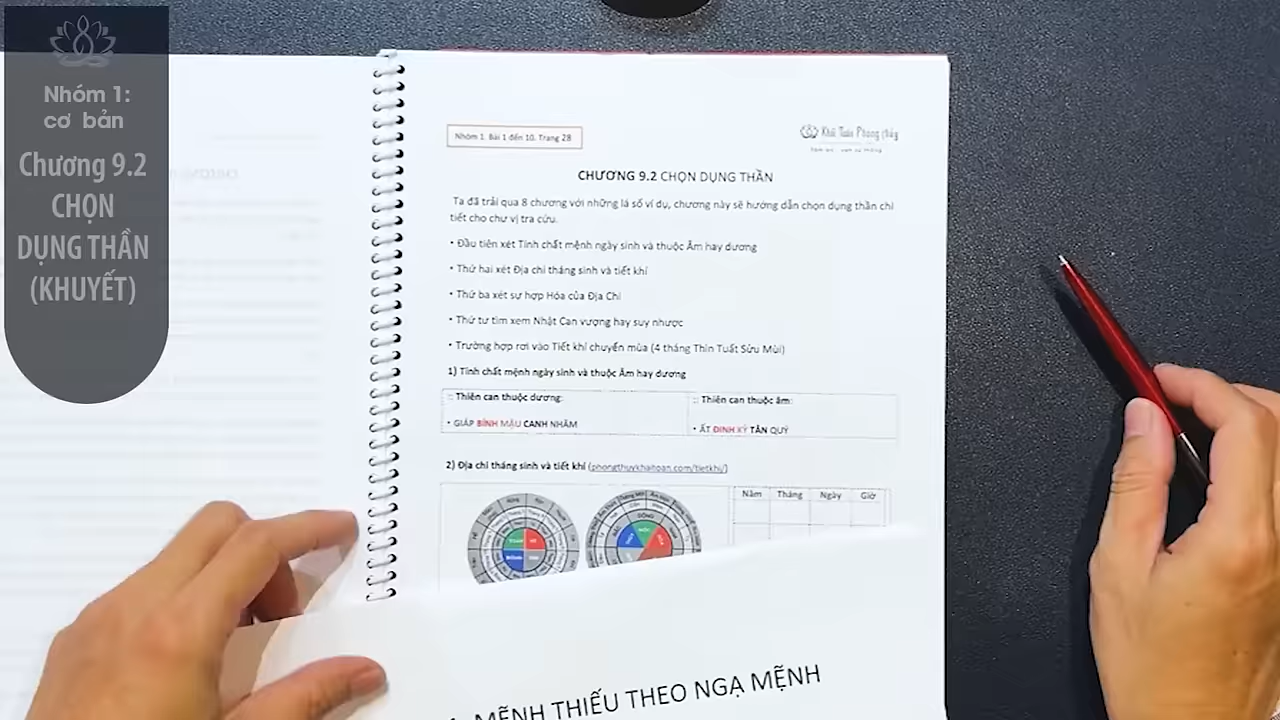 Nhóm 1:
cơ bản
Chương 9.2
CHỌN
DỤNG THẦN
(KHUYẾT)
Nhóm 1. Bài 1 đến 10. Trang 28
Khải Toàn Phong thủy
CHƯƠNG 9.2 CHỌN DỤNG THẦN
Ta đã trải qua 8 chương với những lá số ví dụ, chương này sẽ hướng dẫn chọn dụng thần chi
tiết cho chư vị tra cứu.
• Đầu tiên xét Tính chất mệnh ngày sinh và thuộc Âm hay dương
• Thứ hai xét Địa chi tháng sinh và tiết khí
• Thứ ba xét sự hợp Hóa của Địa Chi
• Thứ tư tìm xem Nhật Can vượng hay suy nhược
• Trường hợp rơi vào Tiết khí chuyển mùa (4 tháng Thìn Tuất Sửu Mùi)
1) Tính chất mệnh ngày sinh và thuộc Âm hay dương
:: Thiên can thuộc dương:
• GIÁP BÍNH MẬU CANH NHÂM
:: Thiên can thuộc âm:
• ẤT ĐINH KỶ TÂN QUÝ
2) Địa chi tháng sinh và tiết khí (phongthuykhaitoan.com/tietkhi/)
Năm Tháng Ngày Giờ
MỆNH THIẾU THEO NGẠ MỆNH